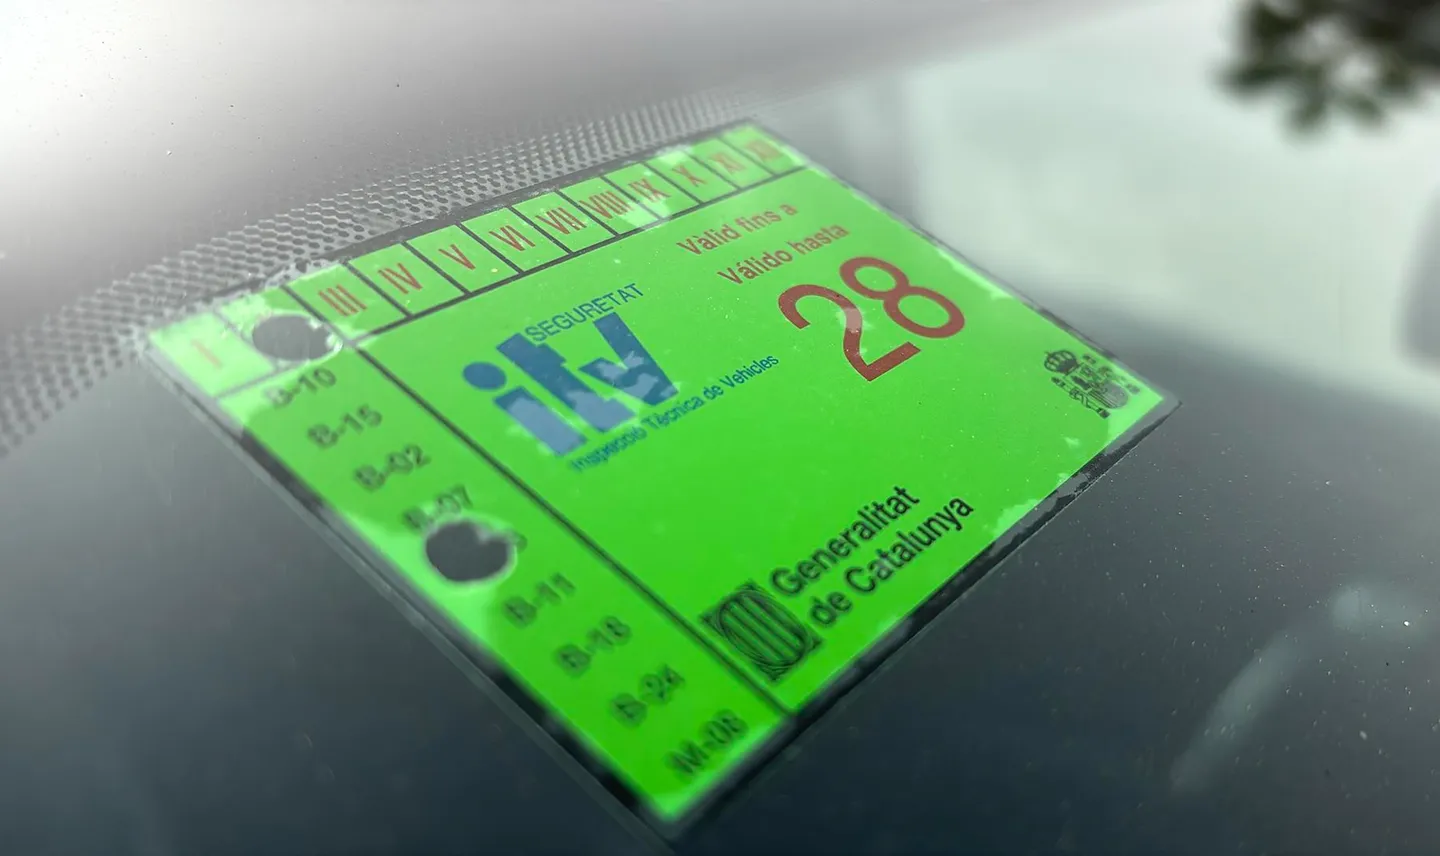 I III IV V VI VII VIII IX X XI XII
Vàlid fins a
Válido hasta
28
SEGURETAT
itv
Inspecció Tècnica de Vehicles
B-10
B-15
B-02
B-07
B-11
B-18
B-24
M-08
Generalitat
de Catalunya